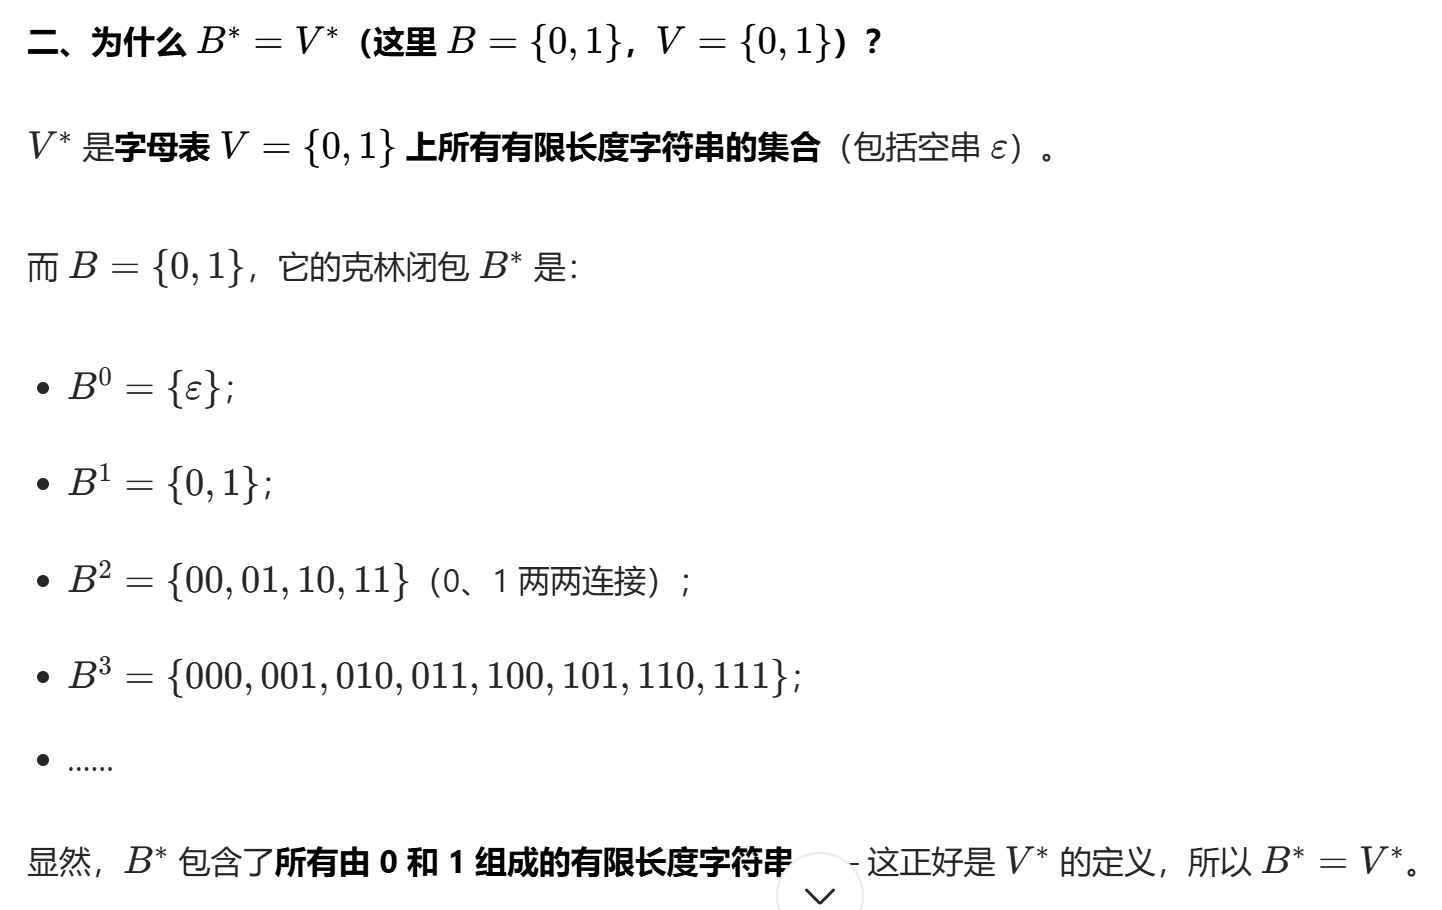 二、为什么 B* = V*（这里 B = {0, 1}，V = {0, 1}）？
V* 是字母表 V = {0, 1} 上所有有限长度字符串的集合（包括空串 ε）。
而 B = {0, 1}，它的克林闭包 B* 是：
• B⁰ = {ε}；
• B¹ = {0, 1}；
• B² = {00, 01, 10, 11}（0、1 两两连接）；
• B³ = {000, 001, 010, 011, 100, 101, 110, 111}；
• ......
显然，B* 包含了所有由 0 和 1 组成的有限长度字符串 - 这正好是 V* 的定义，所以 B* = V*。